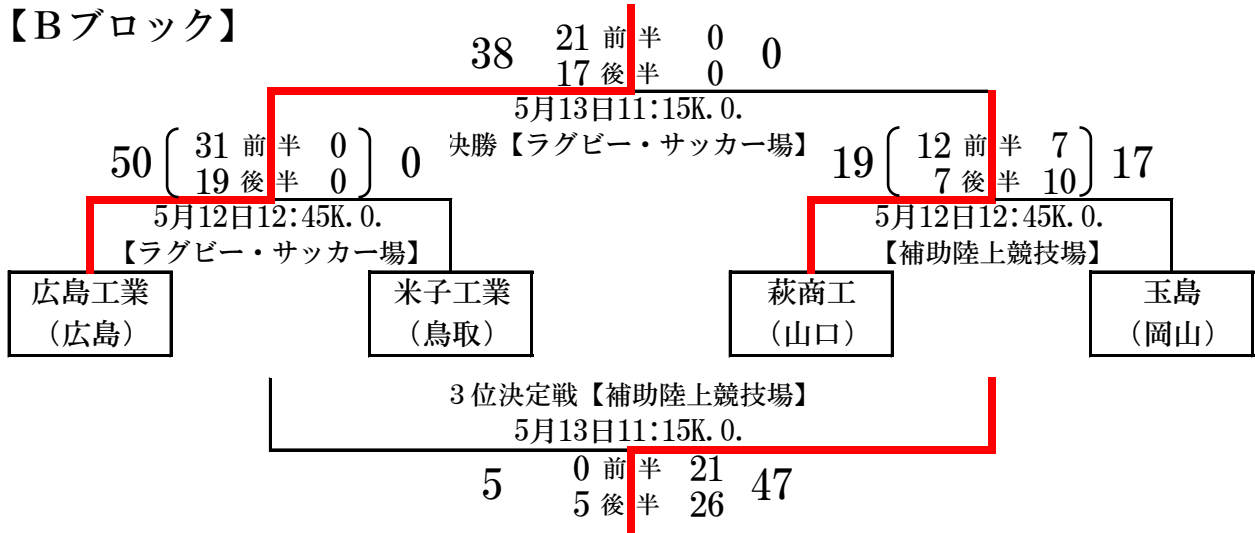 【Bブロック】
38 21 前半 0 0
17 後半 0
5月13日11:15K.O.
決勝【ラグビー・サッカー場】
50 31 前半 0 0
19 後半 0
5月12日12:45K.O.
【ラグビー・サッカー場】
19 12 前半 7 17
7 後半 10
5月12日12:45K.O.
【補助陸上競技場】
広島工業
（広島）
米子工業
（鳥取）
萩商工
（山口）
玉島
（岡山）
３位決定戦【補助陸上競技場】
5月13日11:15K.O.
5 0 前半 21 47
5 後半 26